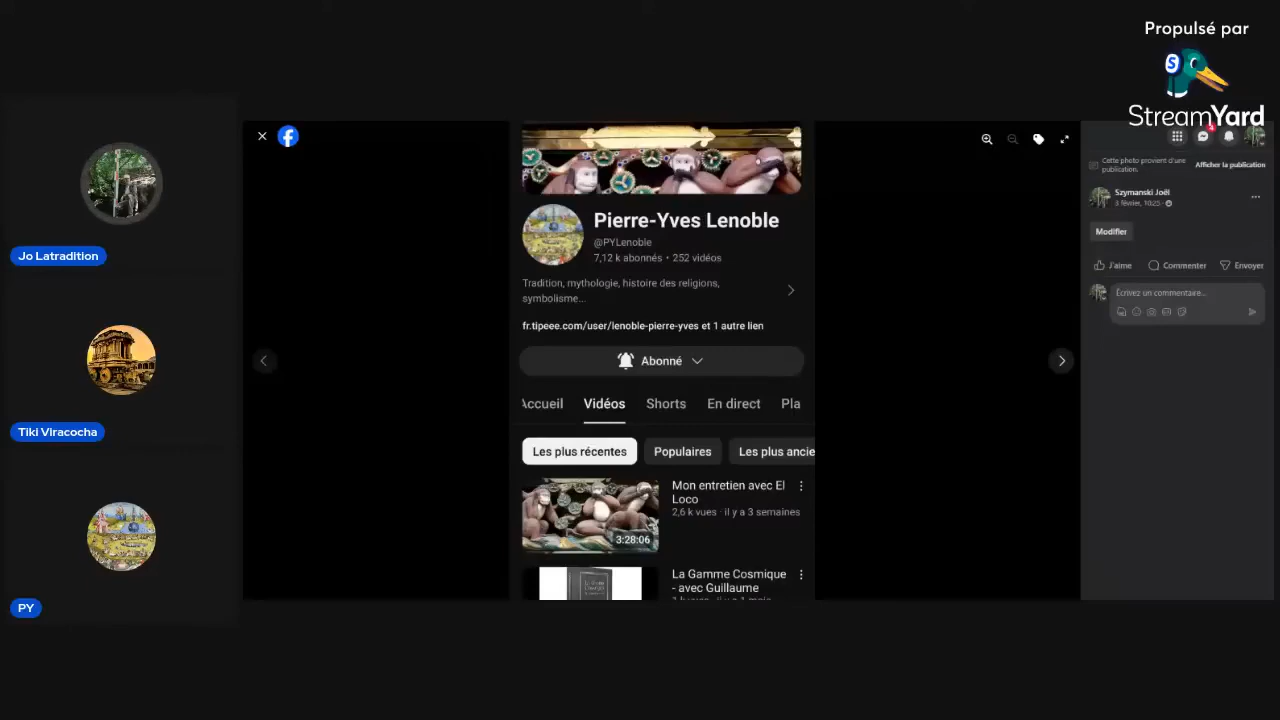 Propulsé par
StreamYard
Jo Latradition
Tiki Viracocha
PY
Pierre-Yves Lenoble
@PYLenoble
7,12 k abonnés • 252 vidéos
Tradition, mythologie, histoire des religions,
symbolisme...
fr.tipeee.com/user/lenoble-pierre-yves et 1 autre lien
Abonné
Accueil Vidéos Shorts En direct Pla
Les plus récentes Populaires Les plus ancie
Mon entretien avec El
Loco
2,6 k vues · il y a 3 semaines
3:28:06
La Gamme Cosmique
- avec Guillaume
Cette photo provient d'une
publication.
Afficher la publication
Szymanski Joël
3 février, 10:25
Modifier
J'aime Commenter Envoyer
Écrivez un commentaire...